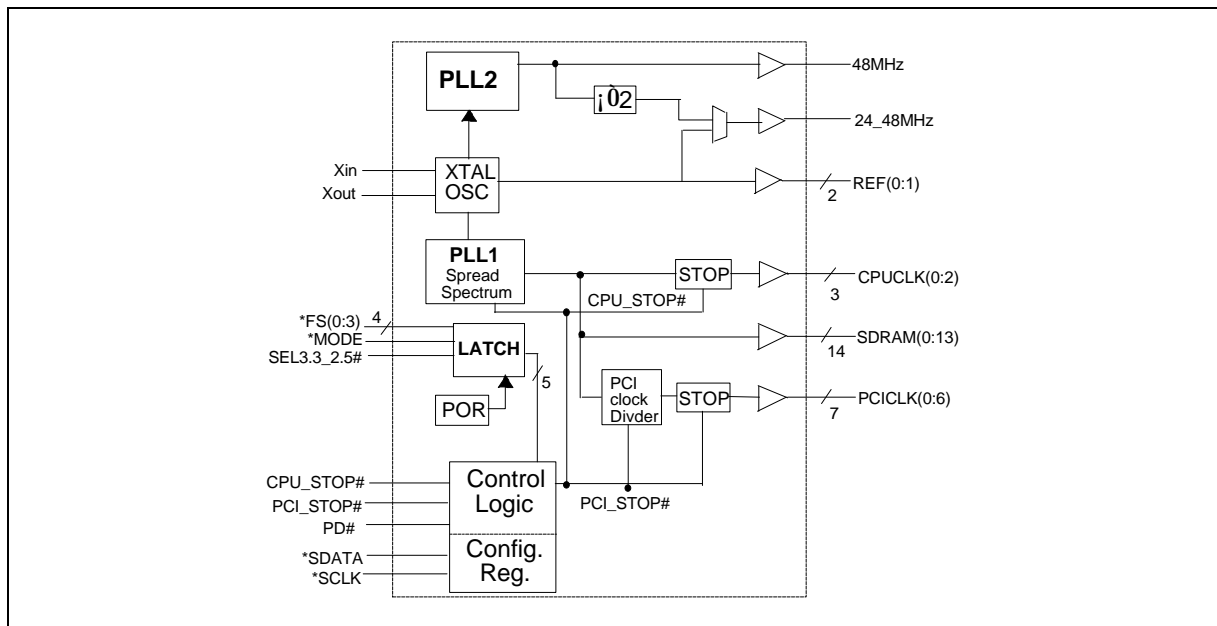 PLL2
48MHz
¡Ò2
24_48MHz
Xin
Xout
XTAL
OSC
REF(0:1)
2
PLL1
Spread
Spectrum
STOP
CPUCLK(0:2)
3
CPU_STOP#
*FS(0:3)
4
*MODE
SEL3.3_2.5#
LATCH
5
SDRAM(0:13)
14
POR
PCI
clock
Divder
STOP
PCICLK(0:6)
7
CPU_STOP#
PCI_STOP#
PD#
Control
Logic
PCI_STOP#
*SDATA
*SCLK
Config.
Reg.